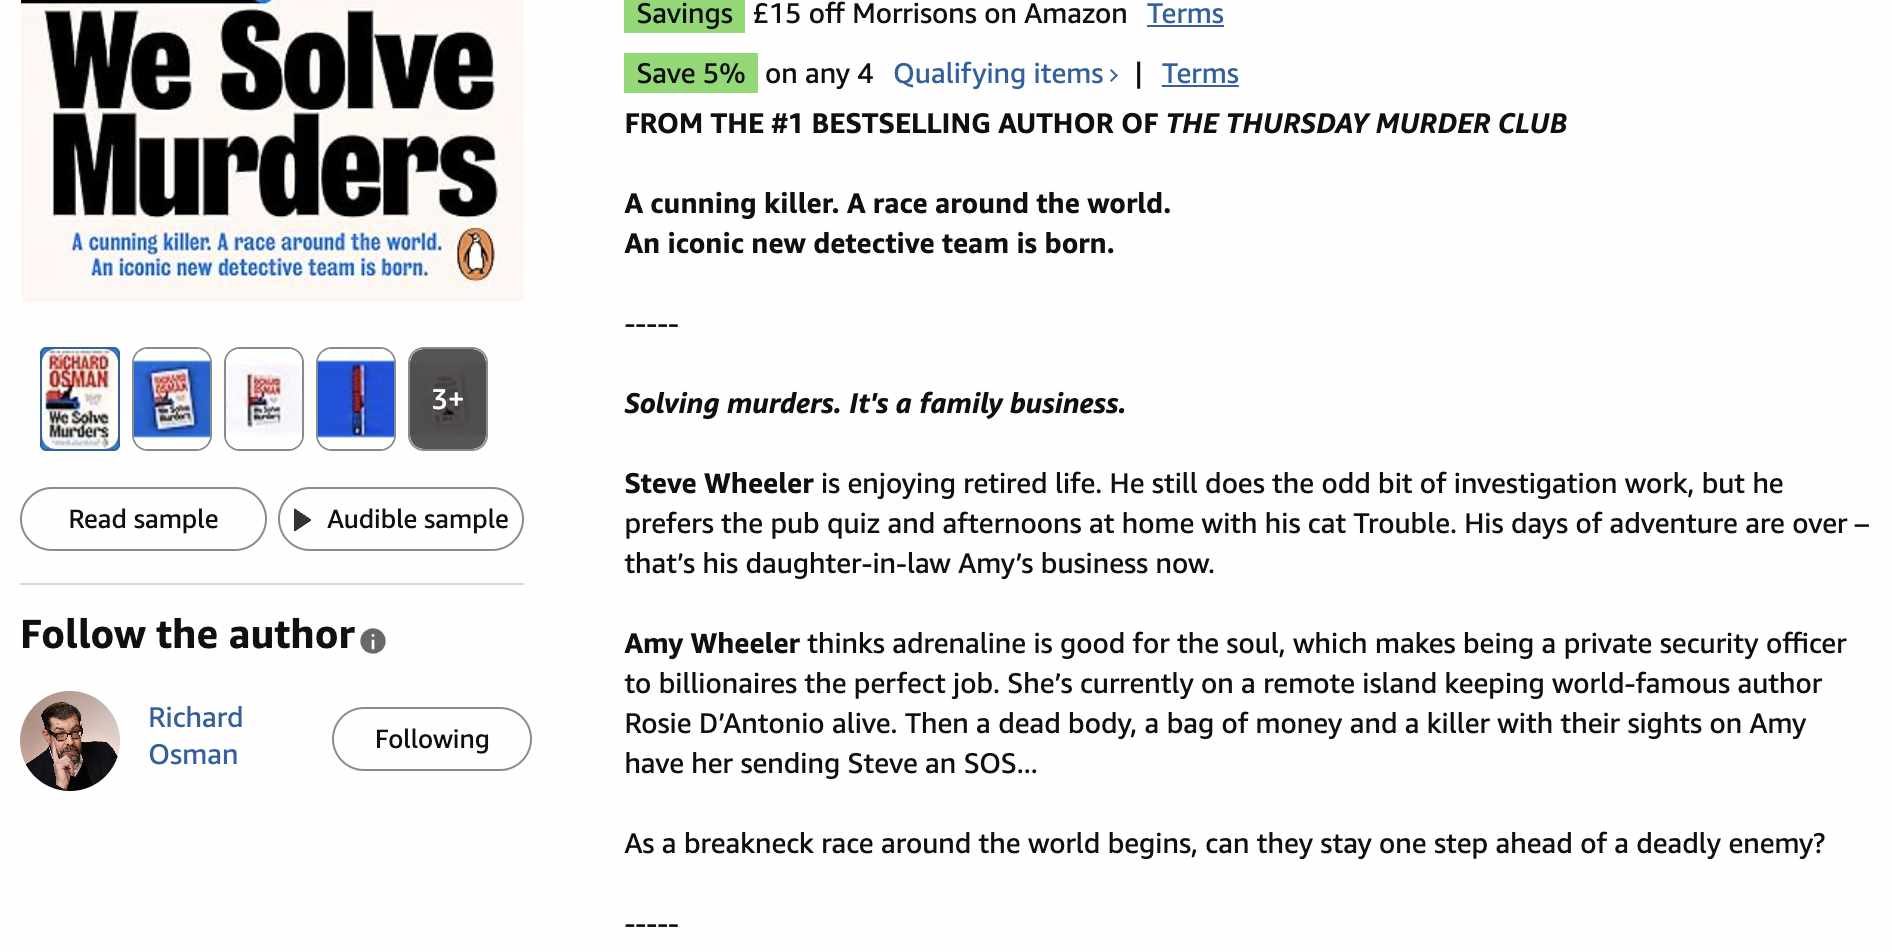 We Solve
Murders
A cunning killer. A race around the world.
An iconic new detective team is born.
RICHARD
OSMAN
We Solve
Murders
3+
Read sample
Audible sample
Follow the author
Richard
Osman
Following
Savings £15 off Morrisons on Amazon Terms
Save 5% on any 4 Qualifying items › | Terms
FROM THE #1 BESTSELLING AUTHOR OF THE THURSDAY MURDER CLUB
A cunning killer. A race around the world.
An iconic new detective team is born.
-----
Solving murders. It's a family business.
Steve Wheeler is enjoying retired life. He still does the odd bit of investigation work, but he
prefers the pub quiz and afternoons at home with his cat Trouble. His days of adventure are over –
that’s his daughter-in-law Amy’s business now.
Amy Wheeler thinks adrenaline is good for the soul, which makes being a private security officer
to billionaires the perfect job. She’s currently on a remote island keeping world-famous author
Rosie D’Antonio alive. Then a dead body, a bag of money and a killer with their sights on Amy
have her sending Steve an SOS...
As a breakneck race around the world begins, can they stay one step ahead of a deadly enemy?
-----